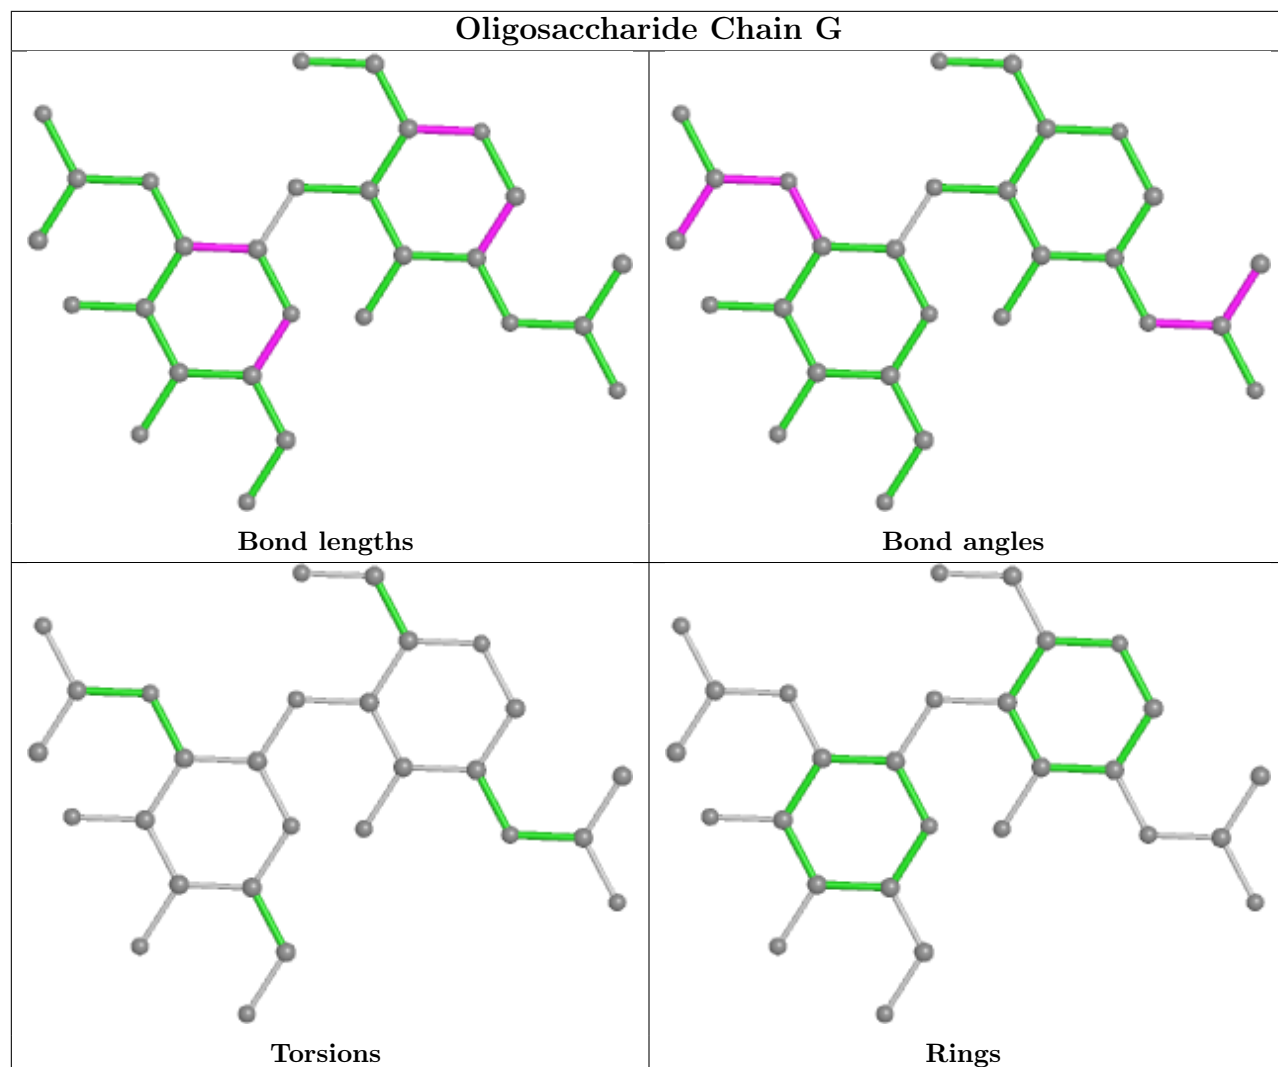 Oligosaccharide Chain G
Bond lengths
Bond angles
Torsions
Rings